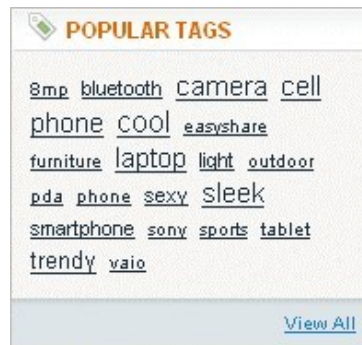 POPULAR TAGS
8mp bluetooth camera cell
phone cool easyshare
furniture laptop light outdoor
pda phone sexy sleek
smartphone sony sports tablet
trendy vaio
View All